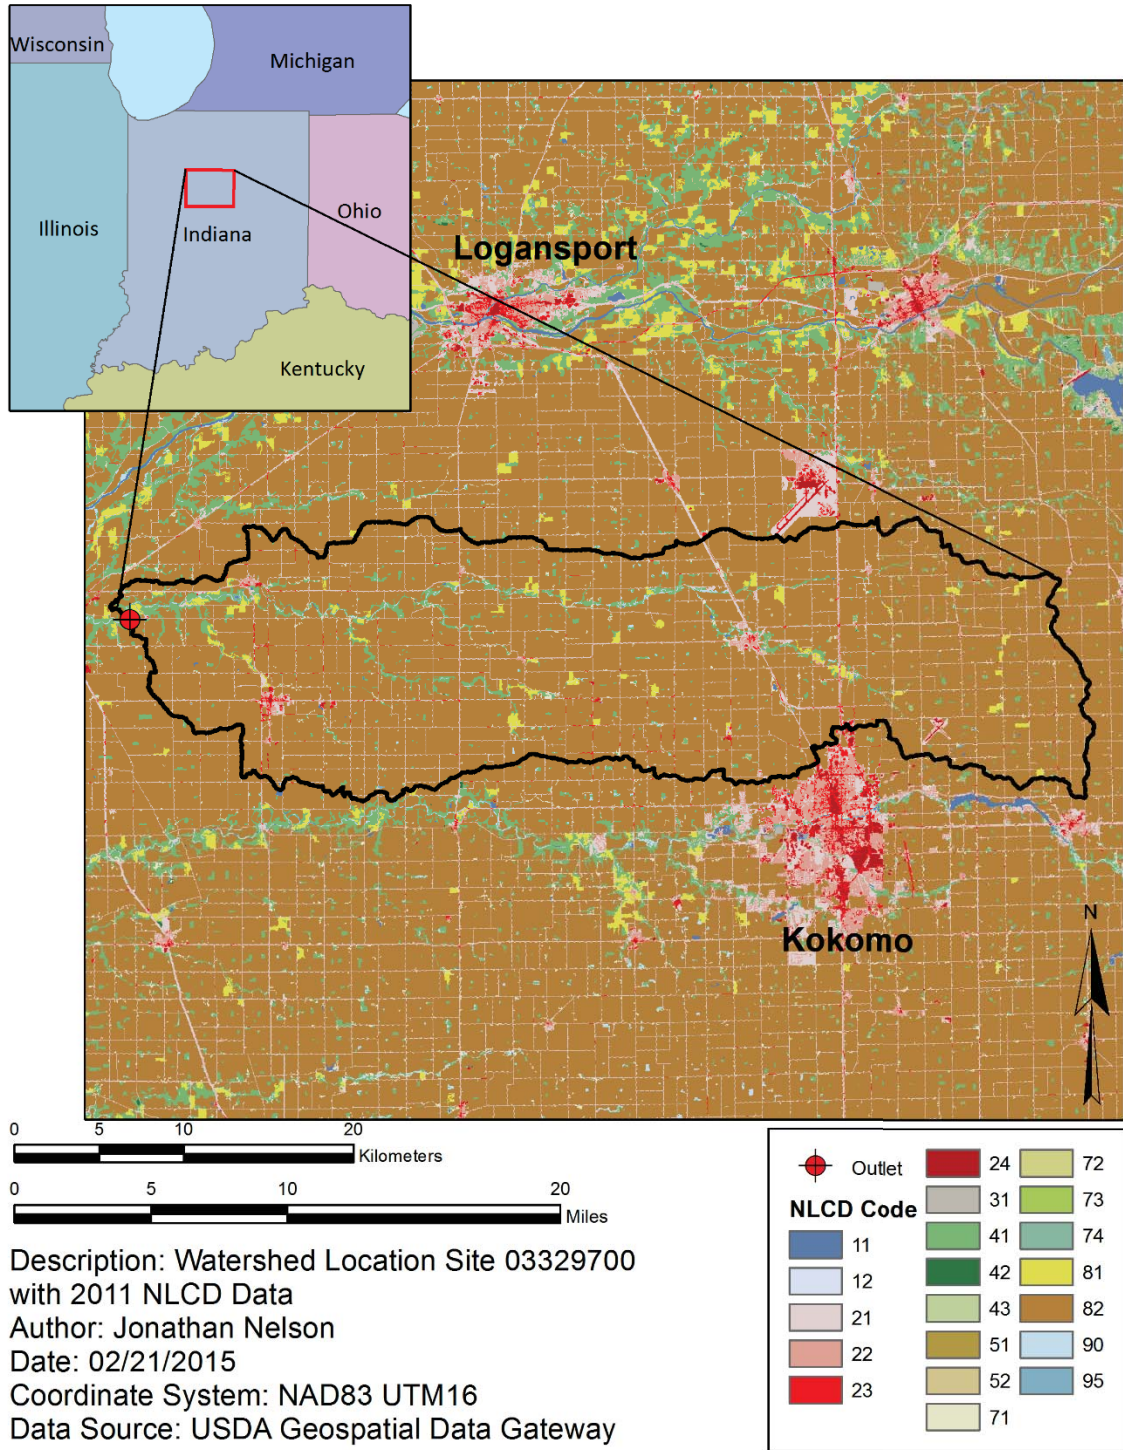 Wisconsin
Michigan
Illinois
Indiana
Ohio
Kentucky
Logansport
Kokomo
N
0 5 10 20
Kilometers
0 5 10 20
Miles
Description: Watershed Location Site 03329700
with 2011 NLCD Data
Author: Jonathan Nelson
Date: 02/21/2015
Coordinate System: NAD83 UTM16
Data Source: USDA Geospatial Data Gateway
Outlet
NLCD Code
11
12
21
22
23
24
31
41
42
43
51
52
71
72
73
74
81
82
90
95